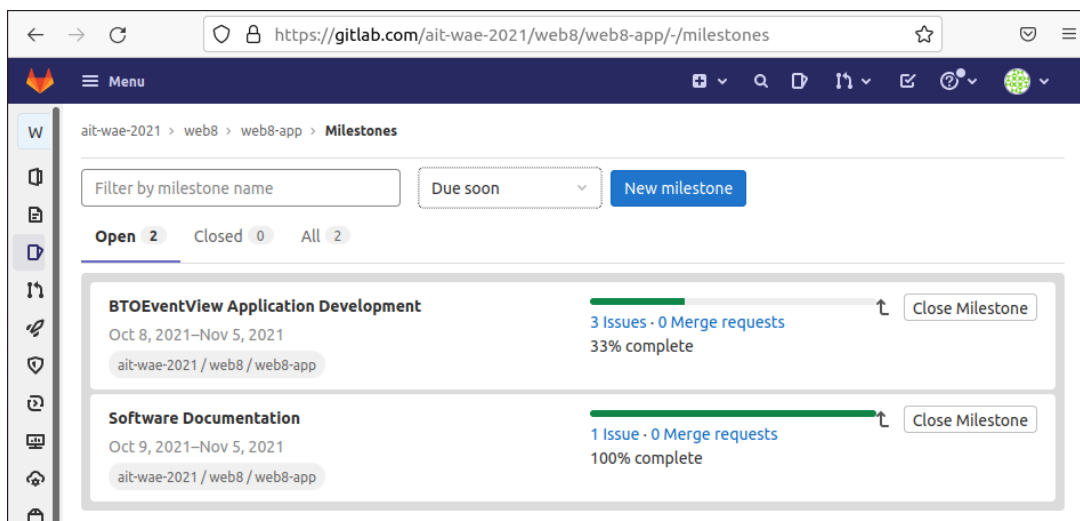 https://gitlab.com/ait-wae-2021/web8/web8-app/-/milestones
Menu
W
ait-wae-2021 > web8 > web8-app > Milestones
Filter by milestone name
Due soon
New milestone
Open 2 Closed 0 All 2
BTOEventView Application Development
Oct 8, 2021–Nov 5, 2021
ait-wae-2021 / web8 / web8-app
3 Issues · 0 Merge requests
33% complete
Close Milestone
Software Documentation
Oct 9, 2021–Nov 5, 2021
ait-wae-2021 / web8 / web8-app
1 Issue · 0 Merge requests
100% complete
Close Milestone